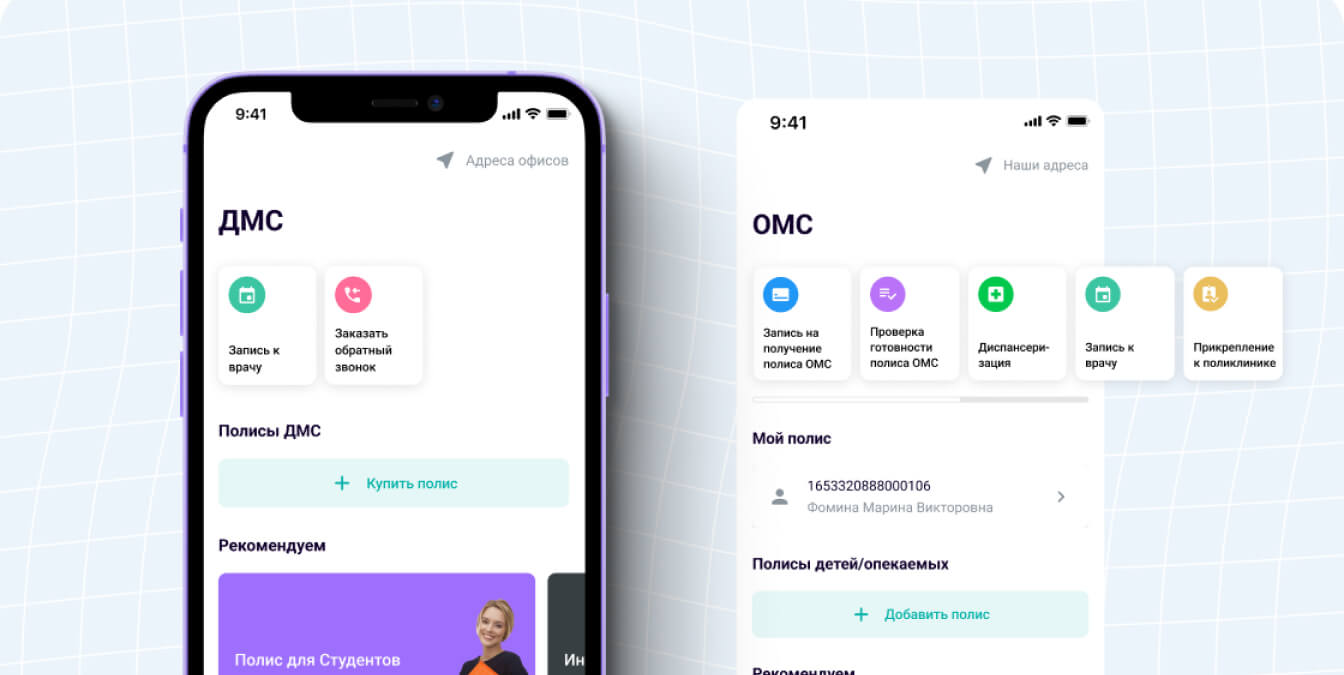 9:41
Адреса офисов
ДМС
Запись к
врачу
Заказать
обратный
звонок
Полисы ДМС
+ Купить полис
Рекомендуем
Полис для Студентов
Ин
9:41
Наши адреса
ОМС
Запись на
получение
полиса ОМС
Проверка
готовности
полиса ОМС
Диспансери-
зация
Запись к
врачу
Прикрепление
к поликлинике
Мой полис
1653320888000106
Фомина Марина Викторовна
Полисы детей/опекаемых
+ Добавить полис
Рекомендуем